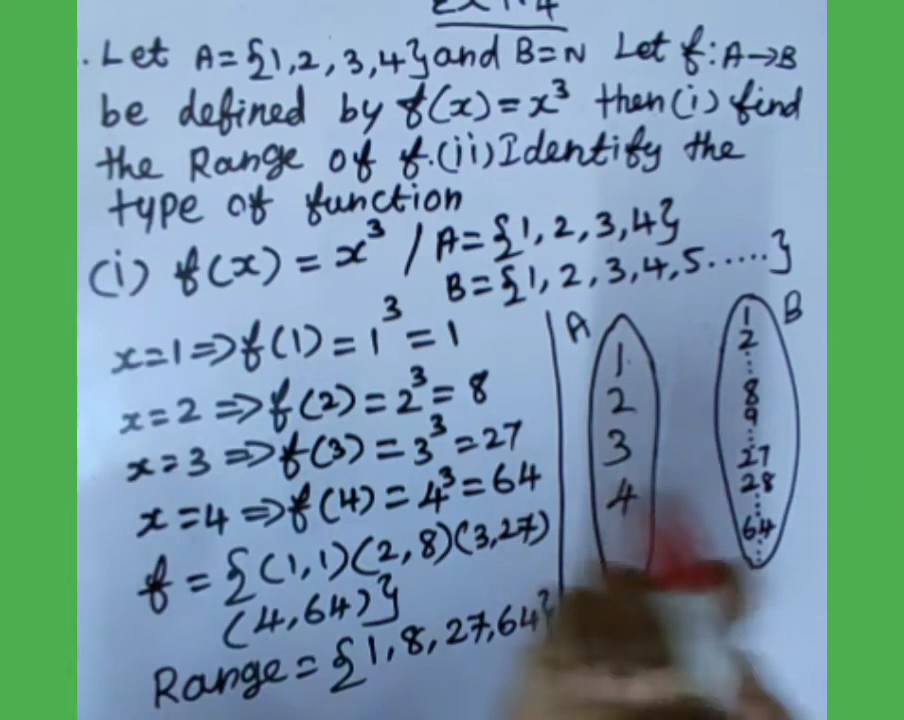 . Let A={1,2,3,4} and B=N Let f:A→B
be defined by f(x)=x³ then (i) find
the Range of f.(ii) Identify the
type of function
(i) f(x) = x³ / A={1,2,3,4}
B={1,2,3,4,5.....}
x=1⇒f(1)=1³=1
x=2⇒f(2)=2³=8
x=3⇒f(3)=3³=27
x=4⇒f(4)=4³=64
f={(1,1)(2,8)(3,27)
(4,64)}
Range={1,8,27,64}
A
1
2
3
4
B
1
2
⋮
8
9
⋮
27
28
⋮
64
⋮